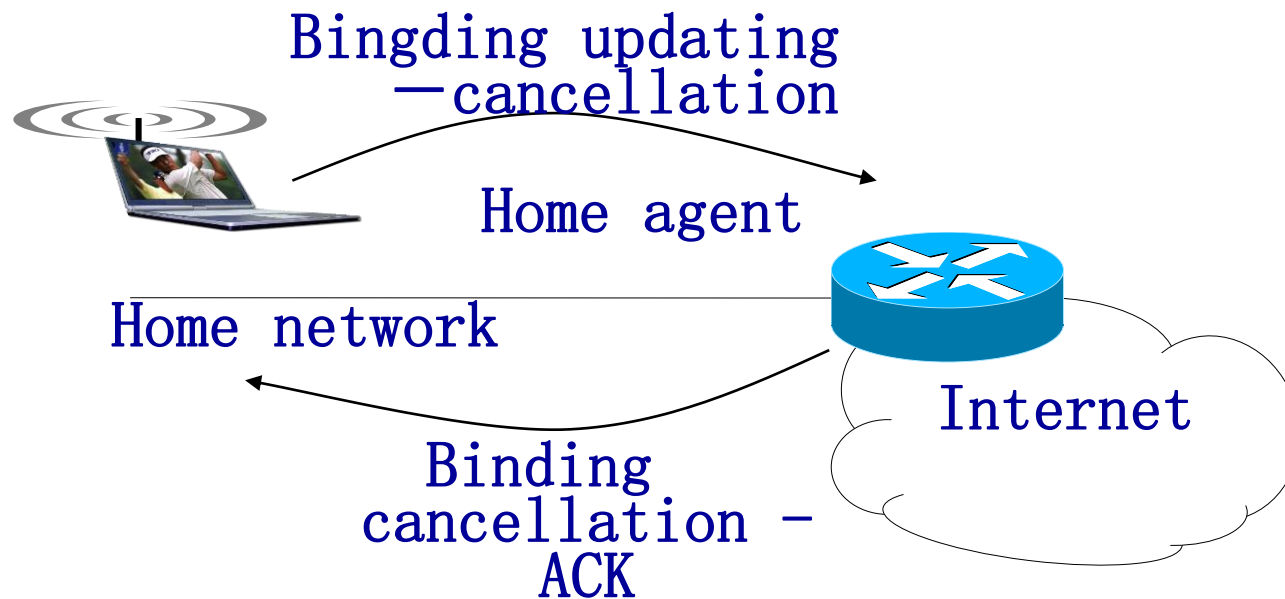 Bingding updating
—cancellation
Home agent
Home network
Internet
Binding
cancellation -
ACK